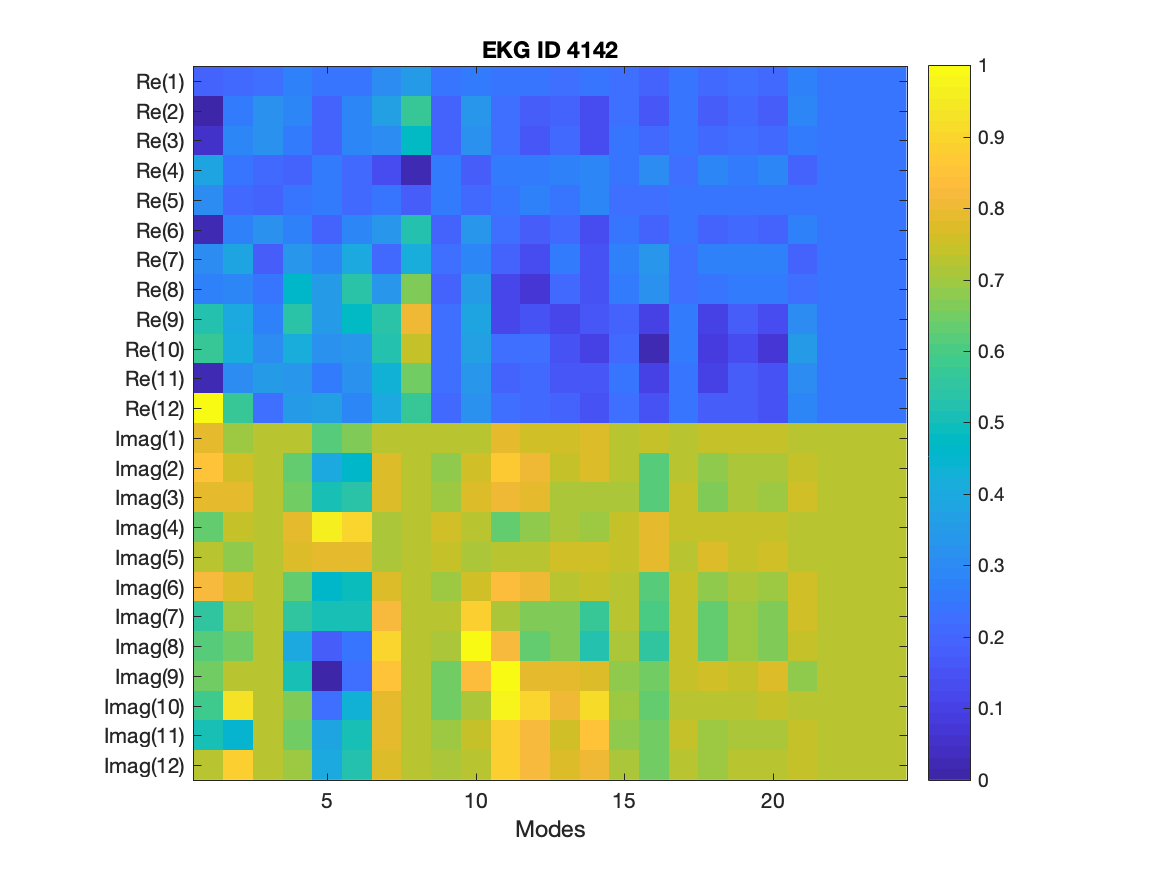 EKG ID 4142
Re(1)
Re(2)
Re(3)
Re(4)
Re(5)
Re(6)
Re(7)
Re(8)
Re(9)
Re(10)
Re(11)
Re(12)
Imag(1)
Imag(2)
Imag(3)
Imag(4)
Imag(5)
Imag(6)
Imag(7)
Imag(8)
Imag(9)
Imag(10)
Imag(11)
Imag(12)
5 10 15 20
Modes
1
0.9
0.8
0.7
0.6
0.5
0.4
0.3
0.2
0.1
0